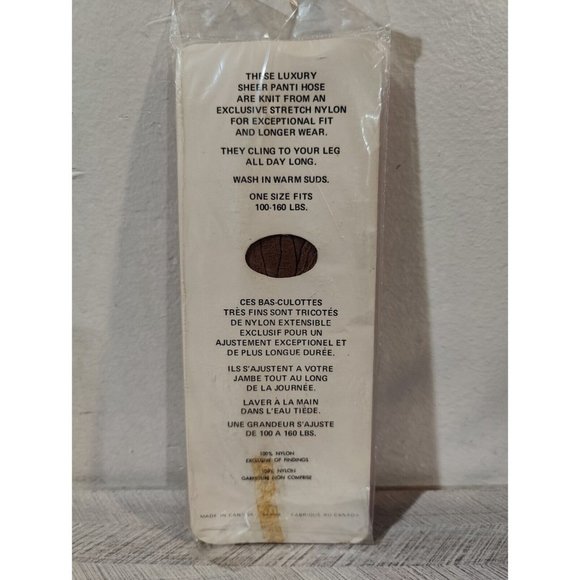 THESE LUXURY
SHEER PANTI HOSE
ARE KNIT FROM AN
EXCLUSIVE STRETCH NYLON
FOR EXCEPTIONAL FIT
AND LONGER WEAR.
THEY CLING TO YOUR LEG
ALL DAY LONG.
WASH IN WARM SUDS.
ONE SIZE FITS
100-160 LBS.
CES BAS-CULOTTES
TRÈS FINS SONT TRICOTÉS
DE NYLON EXTENSIBLE
EXCLUSIF POUR UN
AJUSTEMENT EXCEPTIONEL ET
DE PLUS LONGUE DURÉE.
ILS S'AJUSTENT A VOTRE
JAMBE TOUT AU LONG
DE LA JOURNÉE.
LAVER À LA MAIN
DANS L'EAU TIÈDE.
UNE GRANDEUR S'AJUSTE
DE 100 A 160 LBS.
100% NYLON
EXCLUSIVE OF FINDINGS
100% NYLON
GARNITURE NON COMPRISE
MADE IN CANADA FABRIQUE AU CANADA